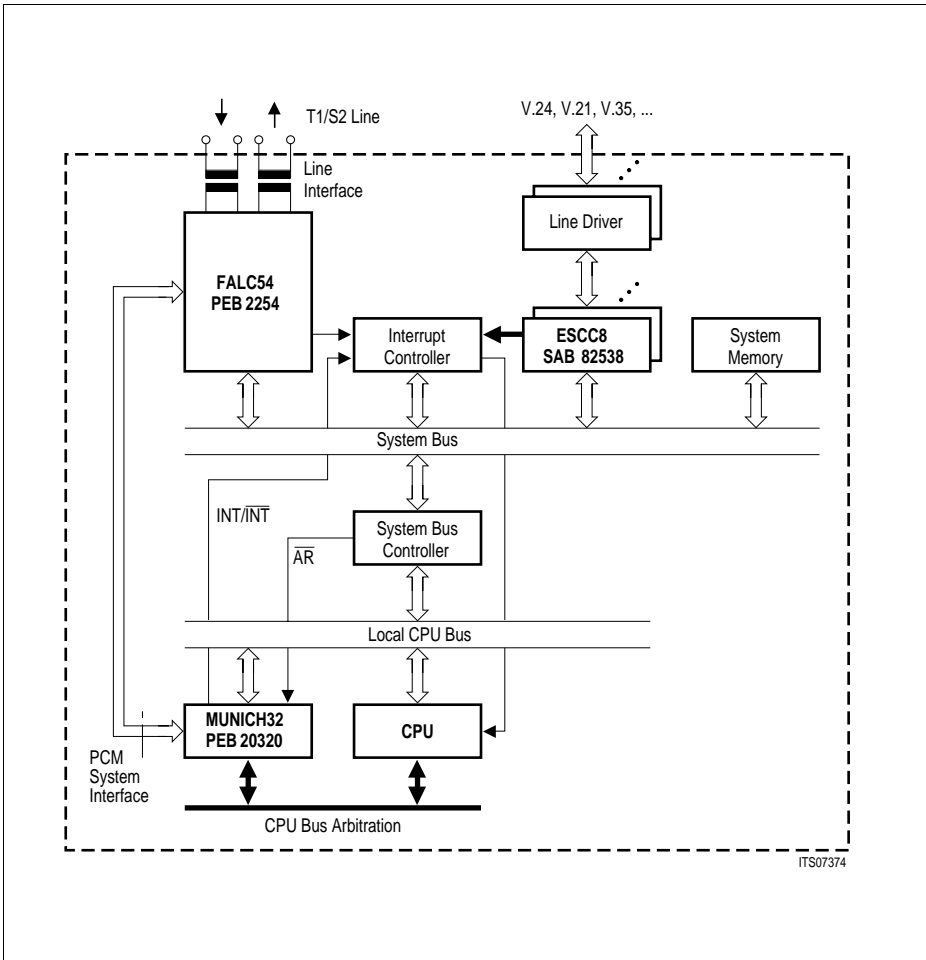 T1/S2 Line
V.24, V.21, V.35, ...
Line
Interface
Line Driver
FALC54
PEB 2254
Interrupt
Controller
ESCC8
SAB 82538
System
Memory
System Bus
INT/I̅N̅T̅
A̅R̅
System Bus
Controller
Local CPU Bus
MUNICH32
PEB 20320
CPU
PCM
System
Interface
CPU Bus Arbitration
ITS07374